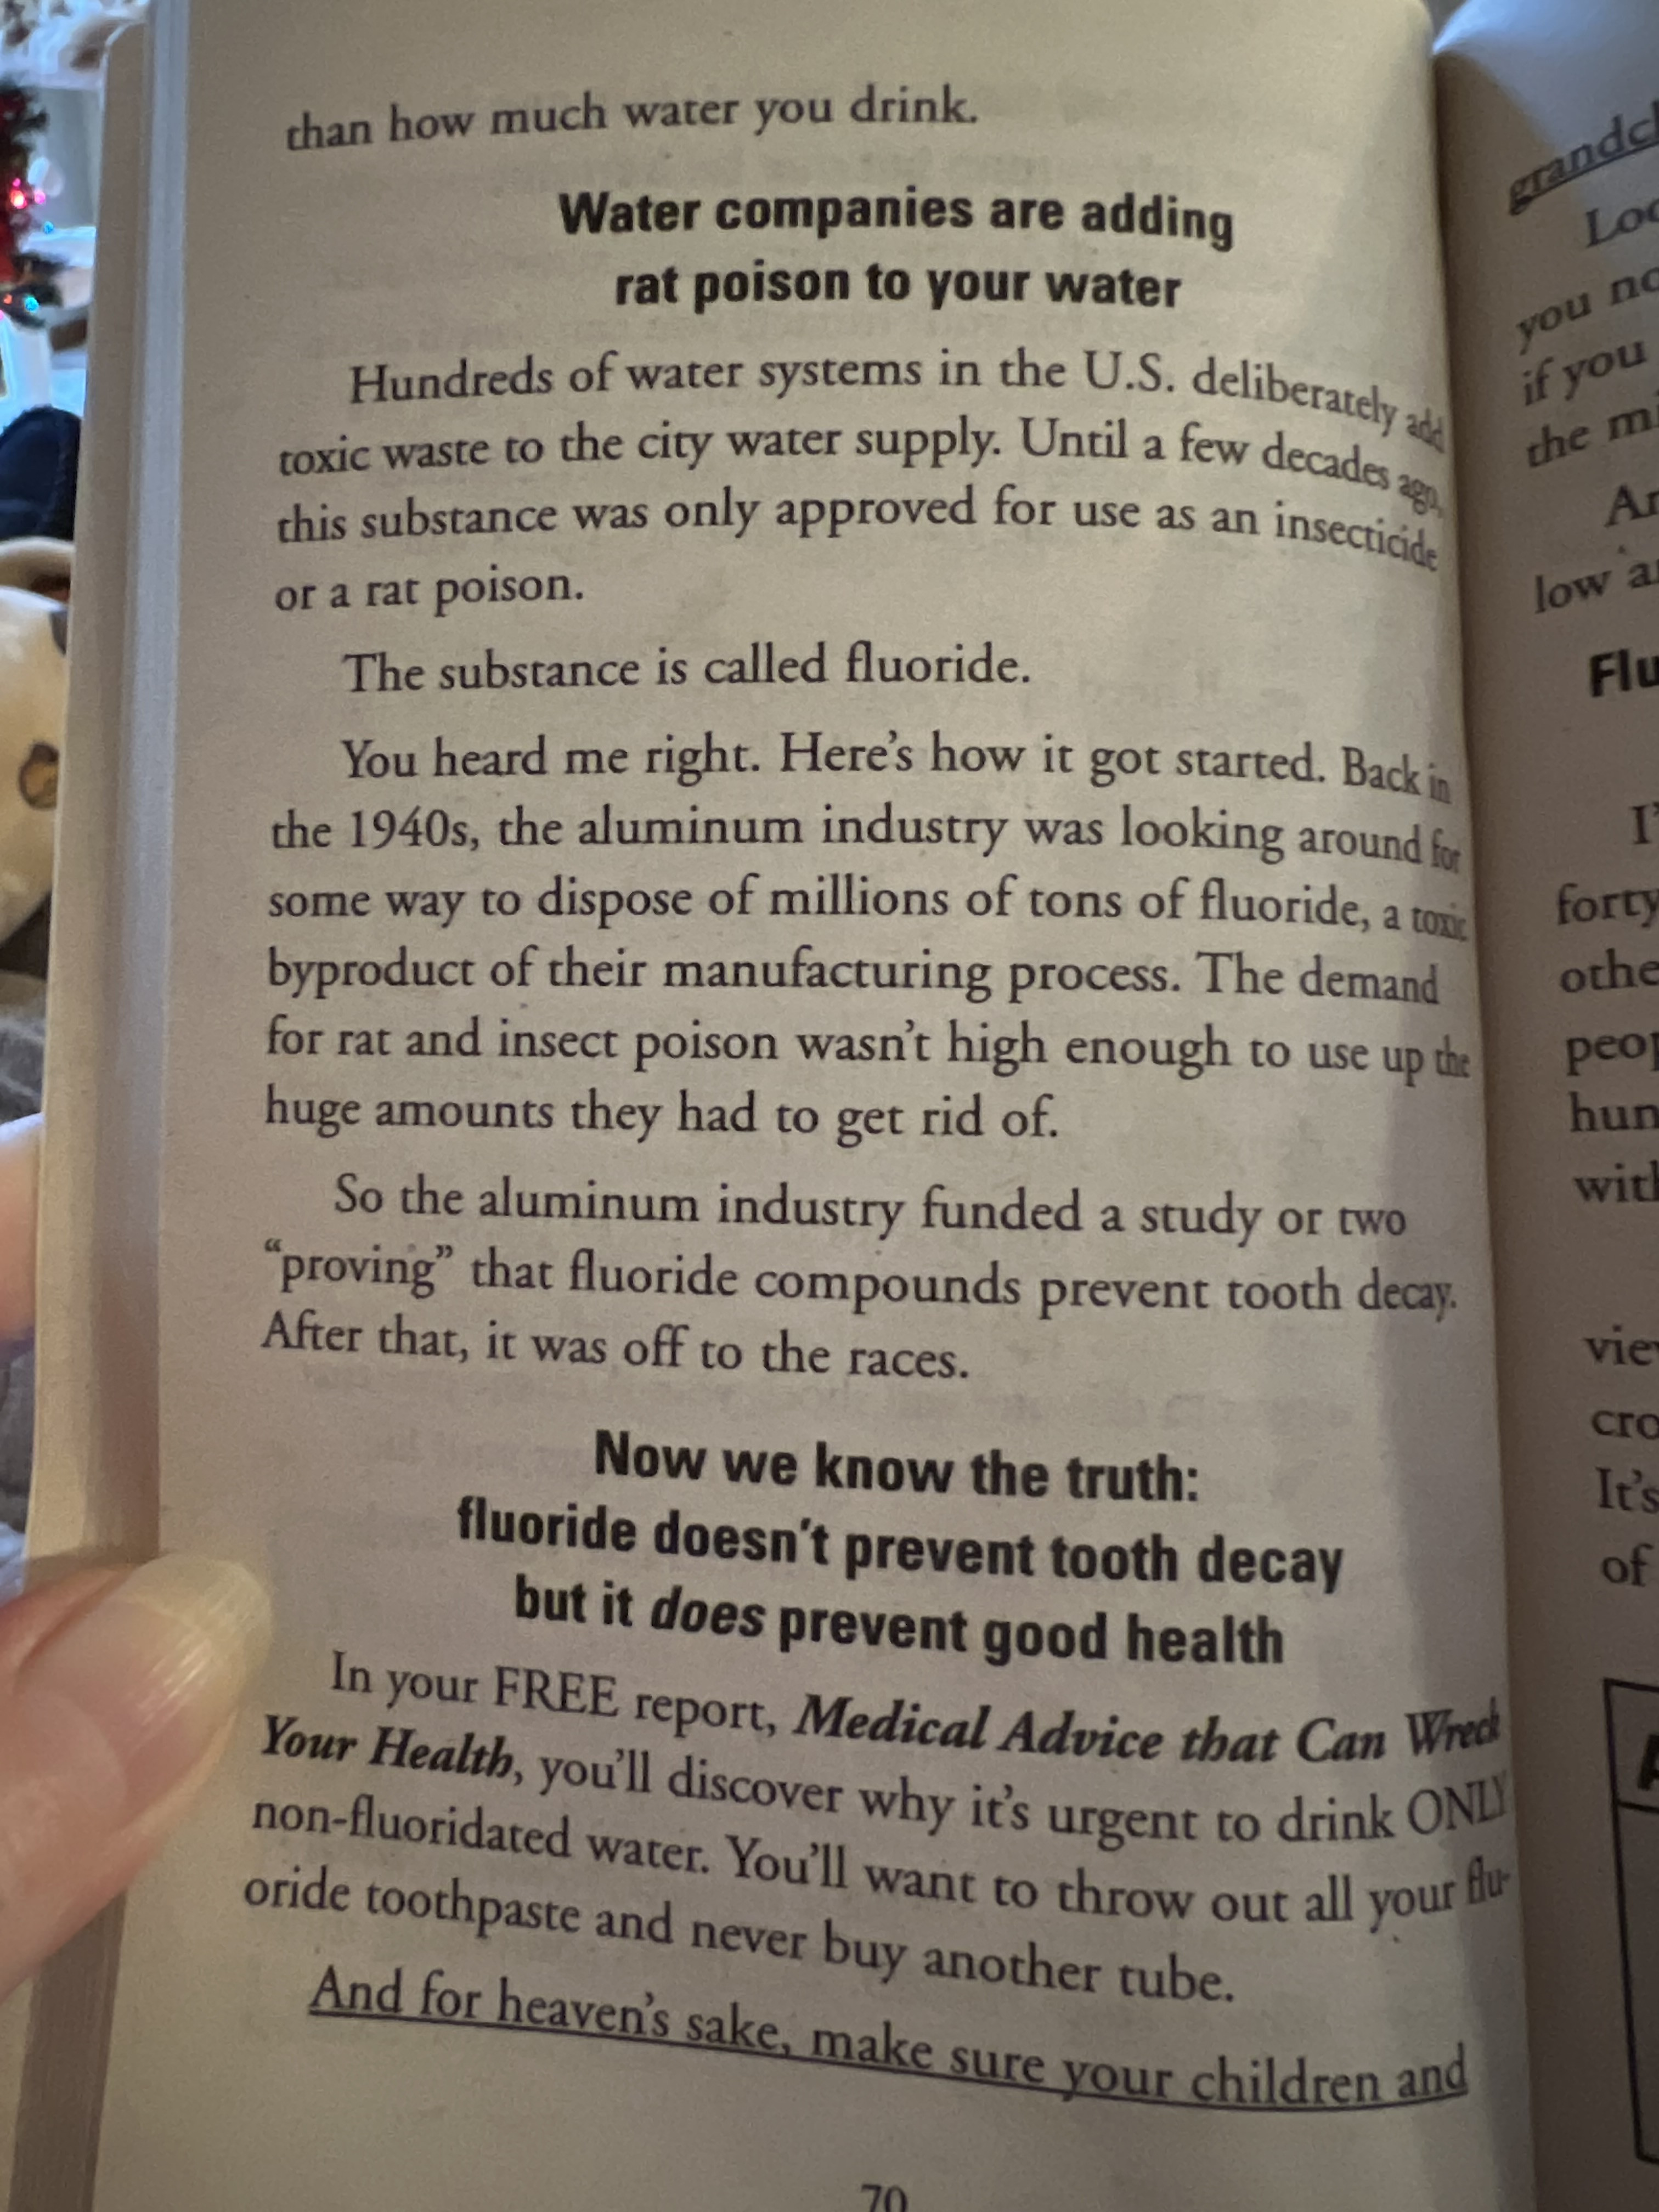 than how much water you drink.
Water companies are adding
rat poison to your water
Hundreds of water systems in the U.S. deliberately add
toxic waste to the city water supply. Until a few decades ago,
this substance was only approved for use as an insecticide
or a rat poison.
The substance is called fluoride.
You heard me right. Here's how it got started. Back in
the 1940s, the aluminum industry was looking around for
some way to dispose of millions of tons of fluoride, a toxic
byproduct of their manufacturing process. The demand
for rat and insect poison wasn't high enough to use up the
huge amounts they had to get rid of.
So the aluminum industry funded a study or two
“proving” that fluoride compounds prevent tooth decay.
After that, it was off to the races.
Now we know the truth:
fluoride doesn't prevent tooth decay
but it does prevent good health
In your FREE report, Medical Advice that Can Wreck
Your Health, you'll discover why it's urgent to drink ONLY
non-fluoridated water. You'll want to throw out all your flu-
oride toothpaste and never buy another tube.
And for heaven's sake, make sure your children and
70
you
if you
the
low
forty
with
It's
of